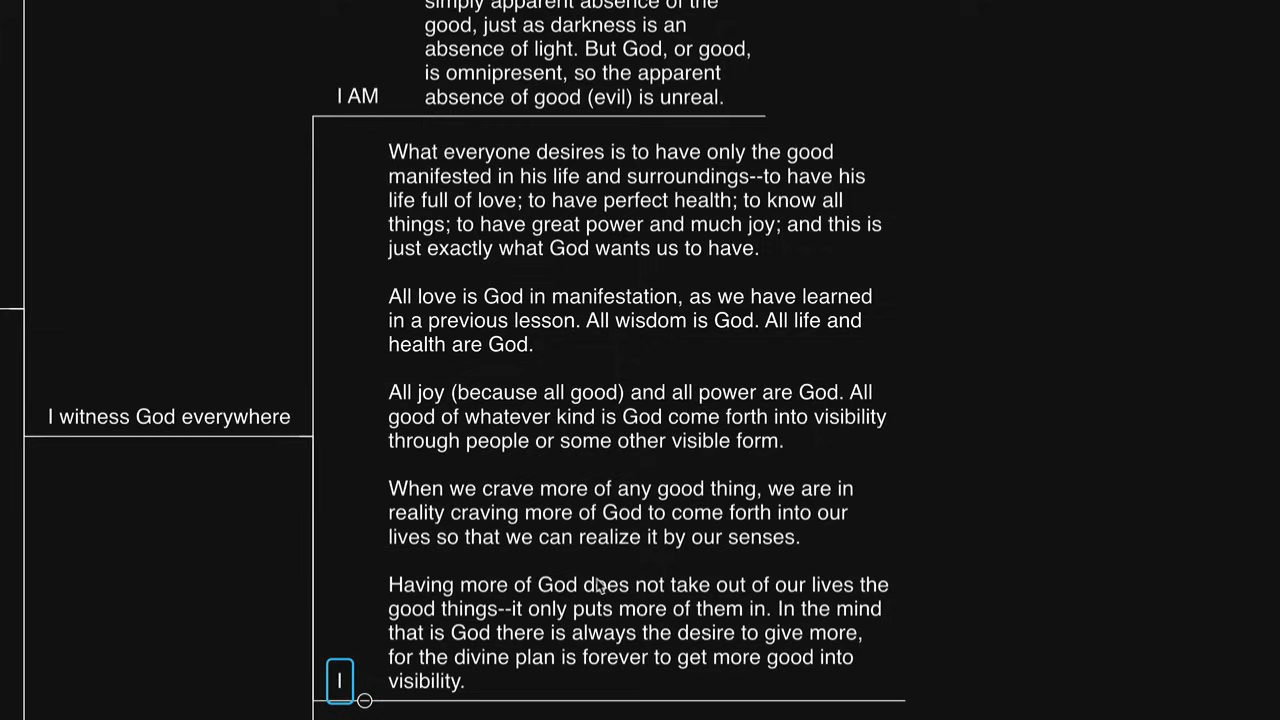 simply apparent absence of the
good, just as darkness is an
absence of light. But God, or good,
is omnipresent, so the apparent
absence of good (evil) is unreal.
I AM
What everyone desires is to have only the good
manifested in his life and surroundings--to have his
life full of love; to have perfect health; to know all
things; to have great power and much joy; and this is
just exactly what God wants us to have.
All love is God in manifestation, as we have learned
in a previous lesson. All wisdom is God. All life and
health are God.
All joy (because all good) and all power are God. All
good of whatever kind is God come forth into visibility
through people or some other visible form.
When we crave more of any good thing, we are in
reality craving more of God to come forth into our
lives so that we can realize it by our senses.
Having more of God does not take out of our lives the
good things--it only puts more of them in. In the mind
that is God there is always the desire to give more,
for the divine plan is forever to get more good into
visibility.
I witness God everywhere
I